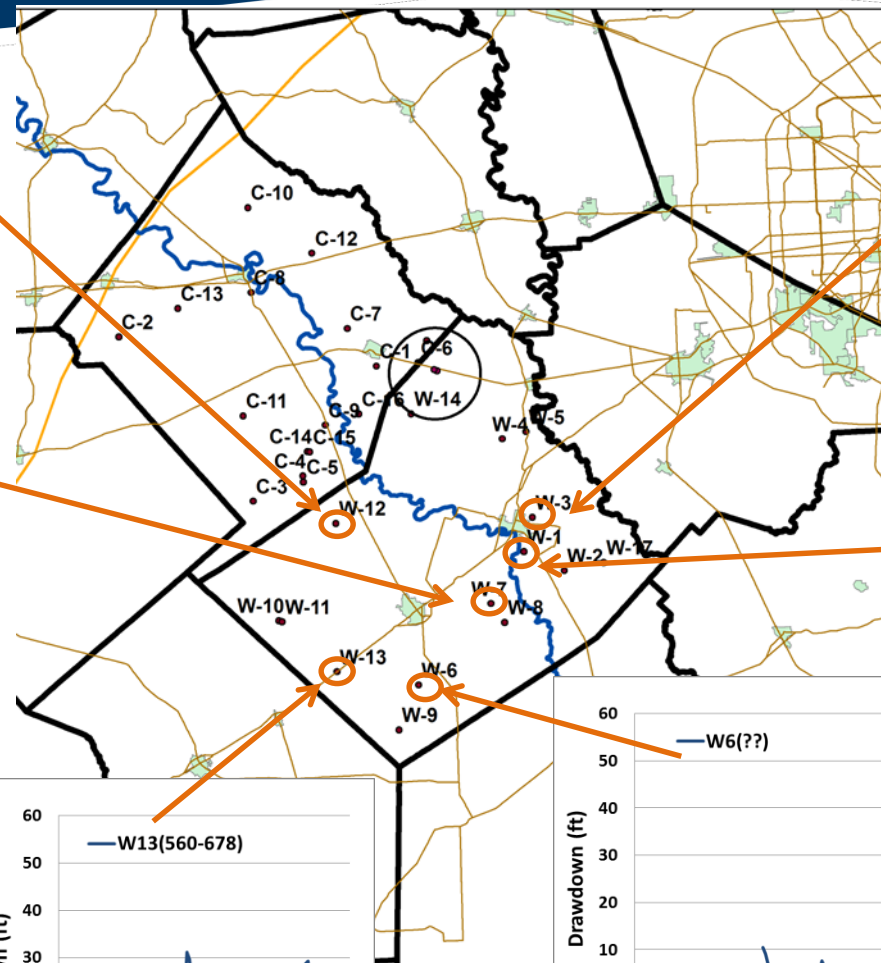 C-10
C-12
C-8
C-13
C-2
C-7
C-1
C-6
C-11
C-9
C-16
W-14
W-4
W-5
C-14
C-15
C-4
C-5
C-3
W-12
W-3
W-1
W-2
W-17
W-7
W-8
W-10
W-11
W-13
W-6
W-9
60
W6(??)
50
40
30
10
Drawdown (ft)
60
W13(560-678)
50
40
30
(ft)